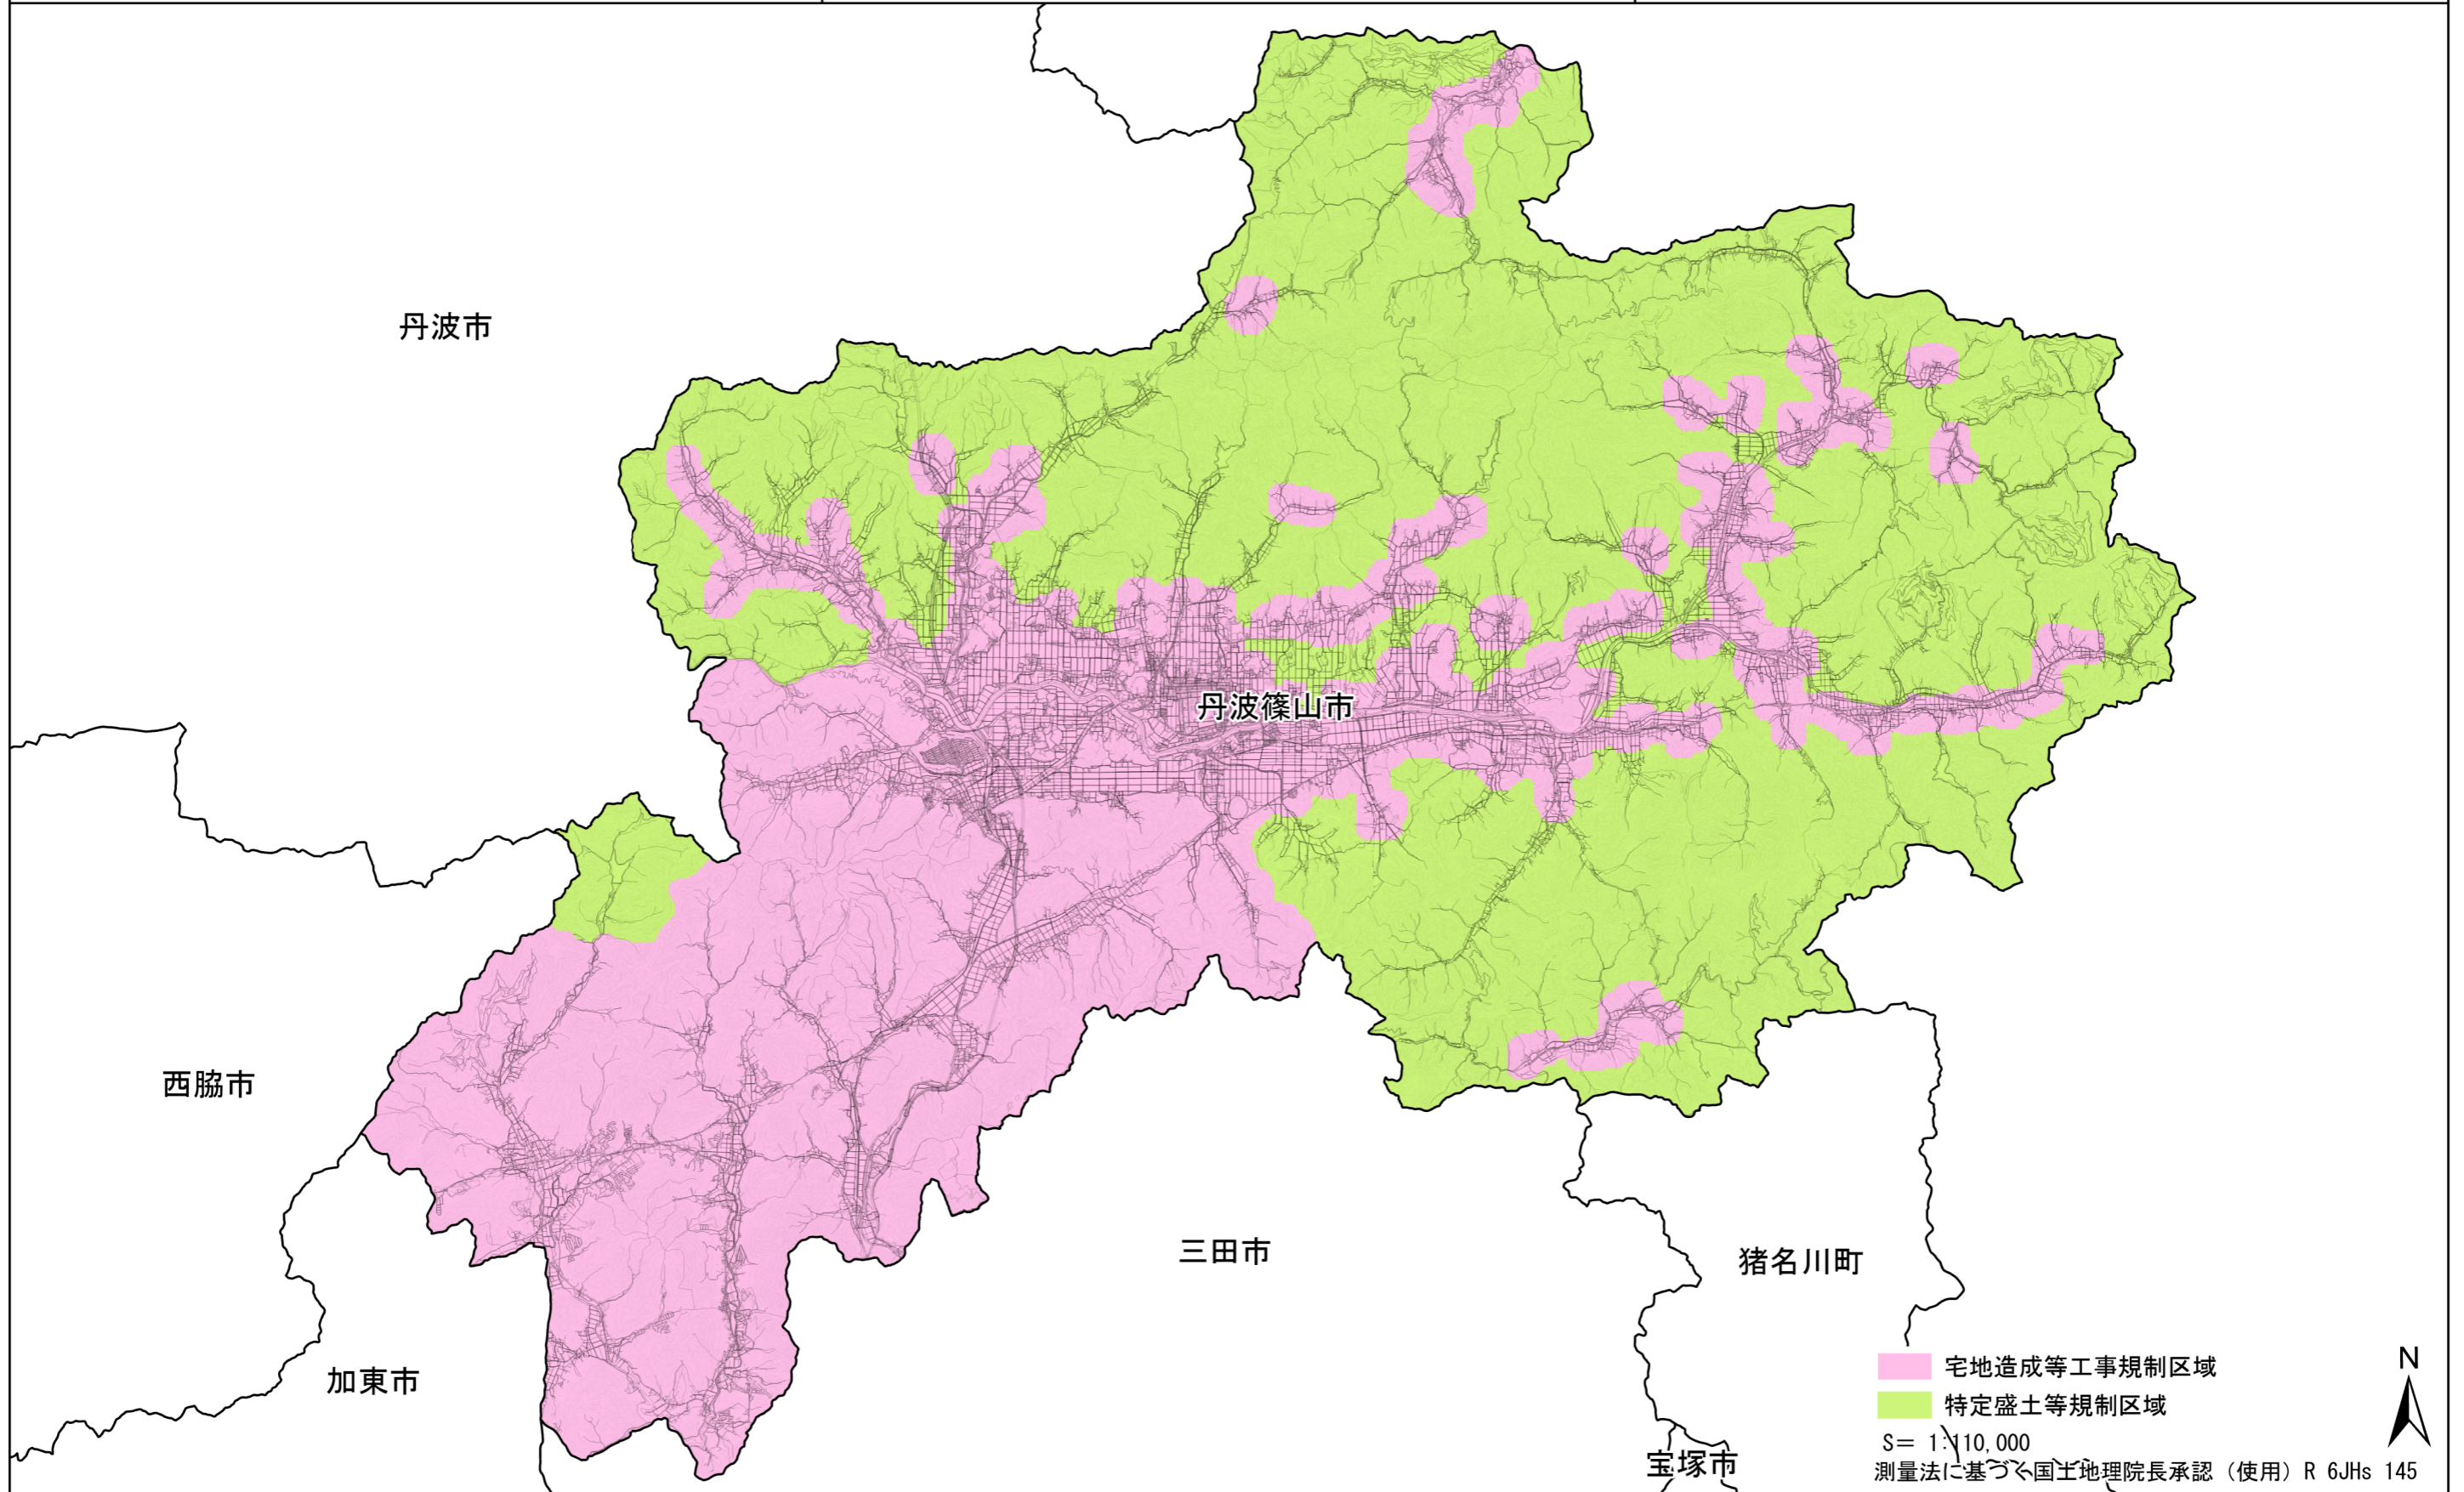 丹波市
丹波篠山市
西脇市
三田市
猪名川町
加東市
宝塚市
N
宅地造成等工事規制区域
特定盛土等規制区域
S＝ 1:110,000
測量法に基づく国土地理院長承認（使用）R 6JHs 145